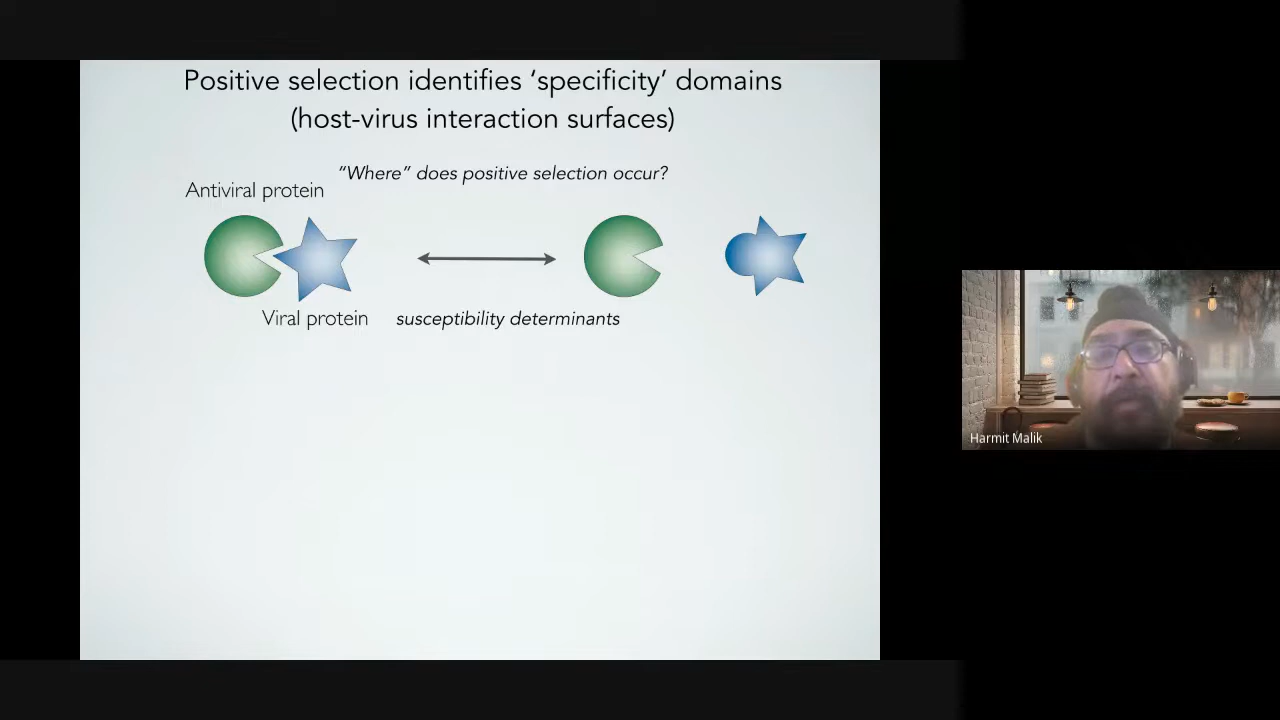 Positive selection identifies ‘specificity’ domains
(host-virus interaction surfaces)
“Where” does positive selection occur?
Antiviral protein
Viral protein
susceptibility determinants
Harmit Malik